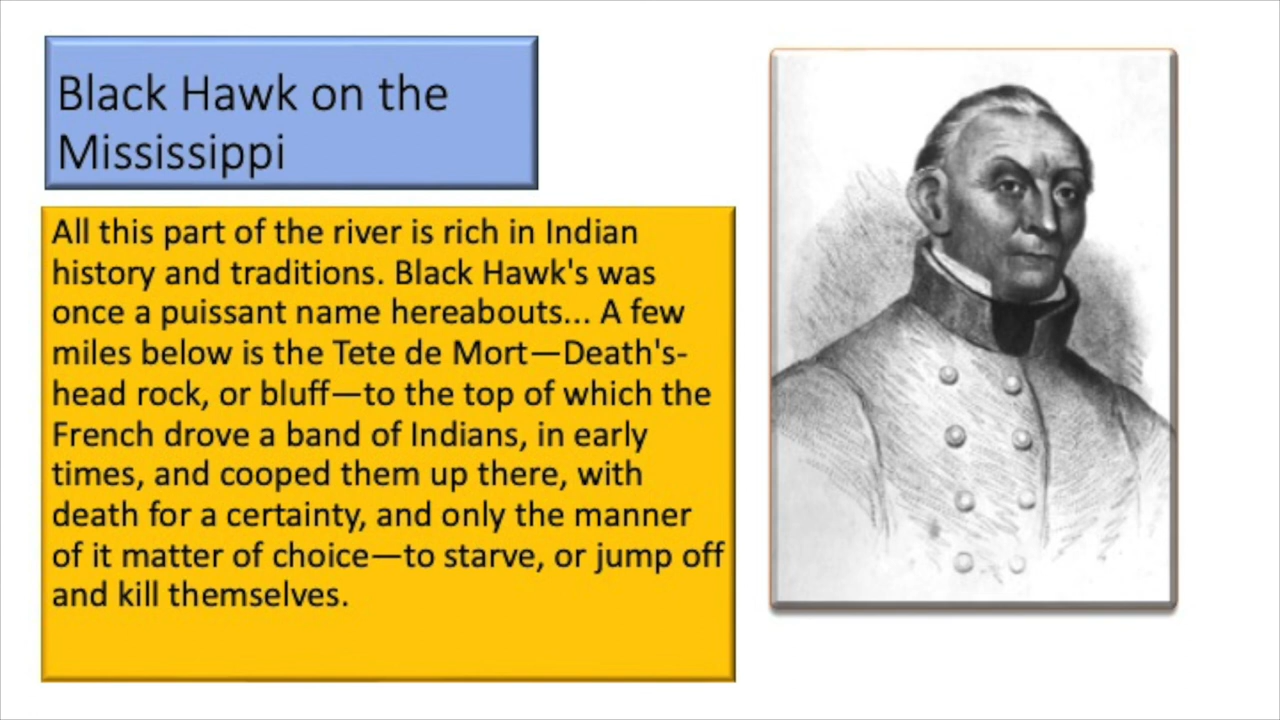 Black Hawk on the
Mississippi
All this part of the river is rich in Indian
history and traditions. Black Hawk's was
once a puissant name hereabouts... A few
miles below is the Tete de Mort—Death's-
head rock, or bluff—to the top of which the
French drove a band of Indians, in early
times, and cooped them up there, with
death for a certainty, and only the manner
of it matter of choice—to starve, or jump off
and kill themselves.